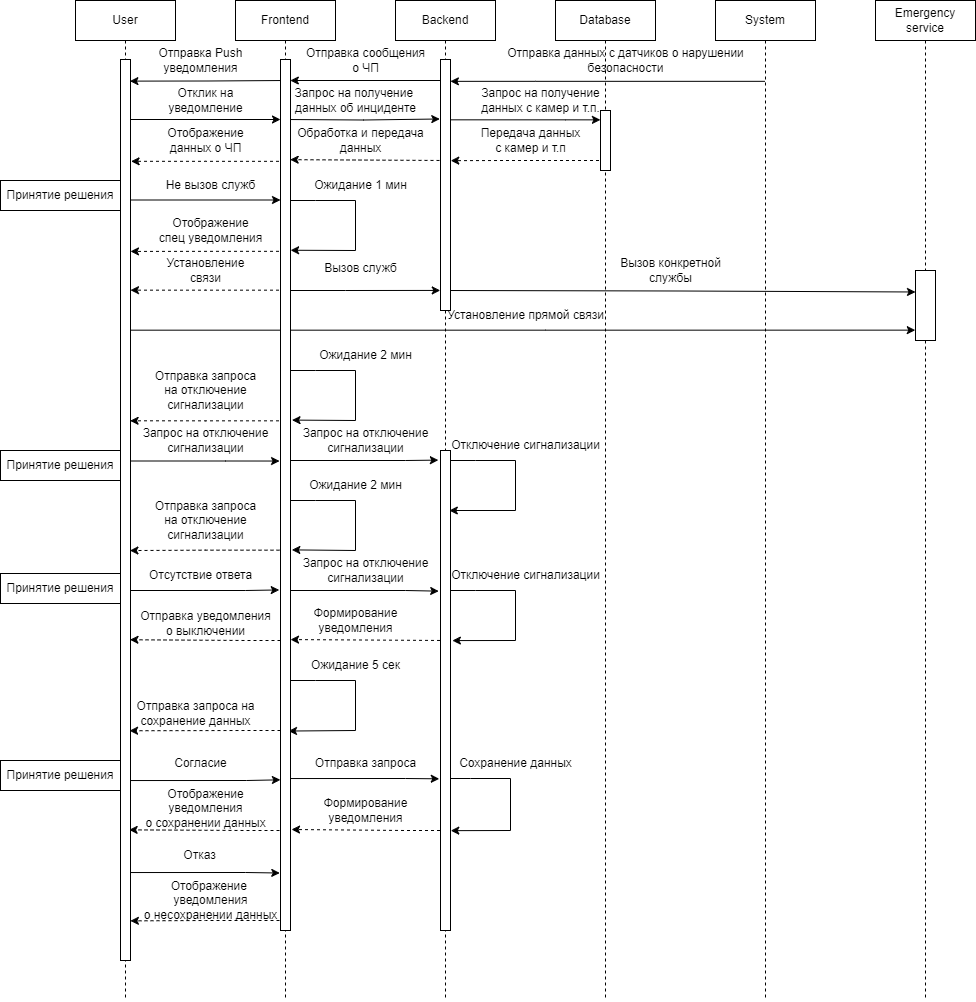 User
Frontend
Backend
Database
System
Emergency
service
Отправка Push
уведомления
Отправка сообщения
о ЧП
Отправка данных с датчиков о нарушении
безопасности
Отклик на
уведомление
Запрос на получение
данных об инциденте
Запрос на получение
данных с камер и т.п.
Отображение
данных о ЧП
Обработка и передача
данных
Передача данных
с камер и т.п
Принятие решения
Не вызов служб
Ожидание 1 мин
Отображение
спец уведомления
Установление
связи
Вызов служб
Вызов конкретной
службы
Установление прямой связи
Ожидание 2 мин
Отправка запроса
на отключение
сигнализации
Запрос на отключение
сигнализации
Запрос на отключение
сигнализации
Отключение сигнализации
Принятие решения
Ожидание 2 мин
Отправка запроса
на отключение
сигнализации
Принятие решения
Отсутствие ответа
Запрос на отключение
сигнализации
Отключение сигнализации
Отправка уведомления
о выключении
Формирование
уведомления
Ожидание 5 сек
Отправка запроса на
сохранение данных
Принятие решения
Согласие
Отправка запроса
Сохранение данных
Отображение
уведомления
о сохранении данных
Формирование
уведомления
Отказ
Отображение
уведомления
о несохранении данных